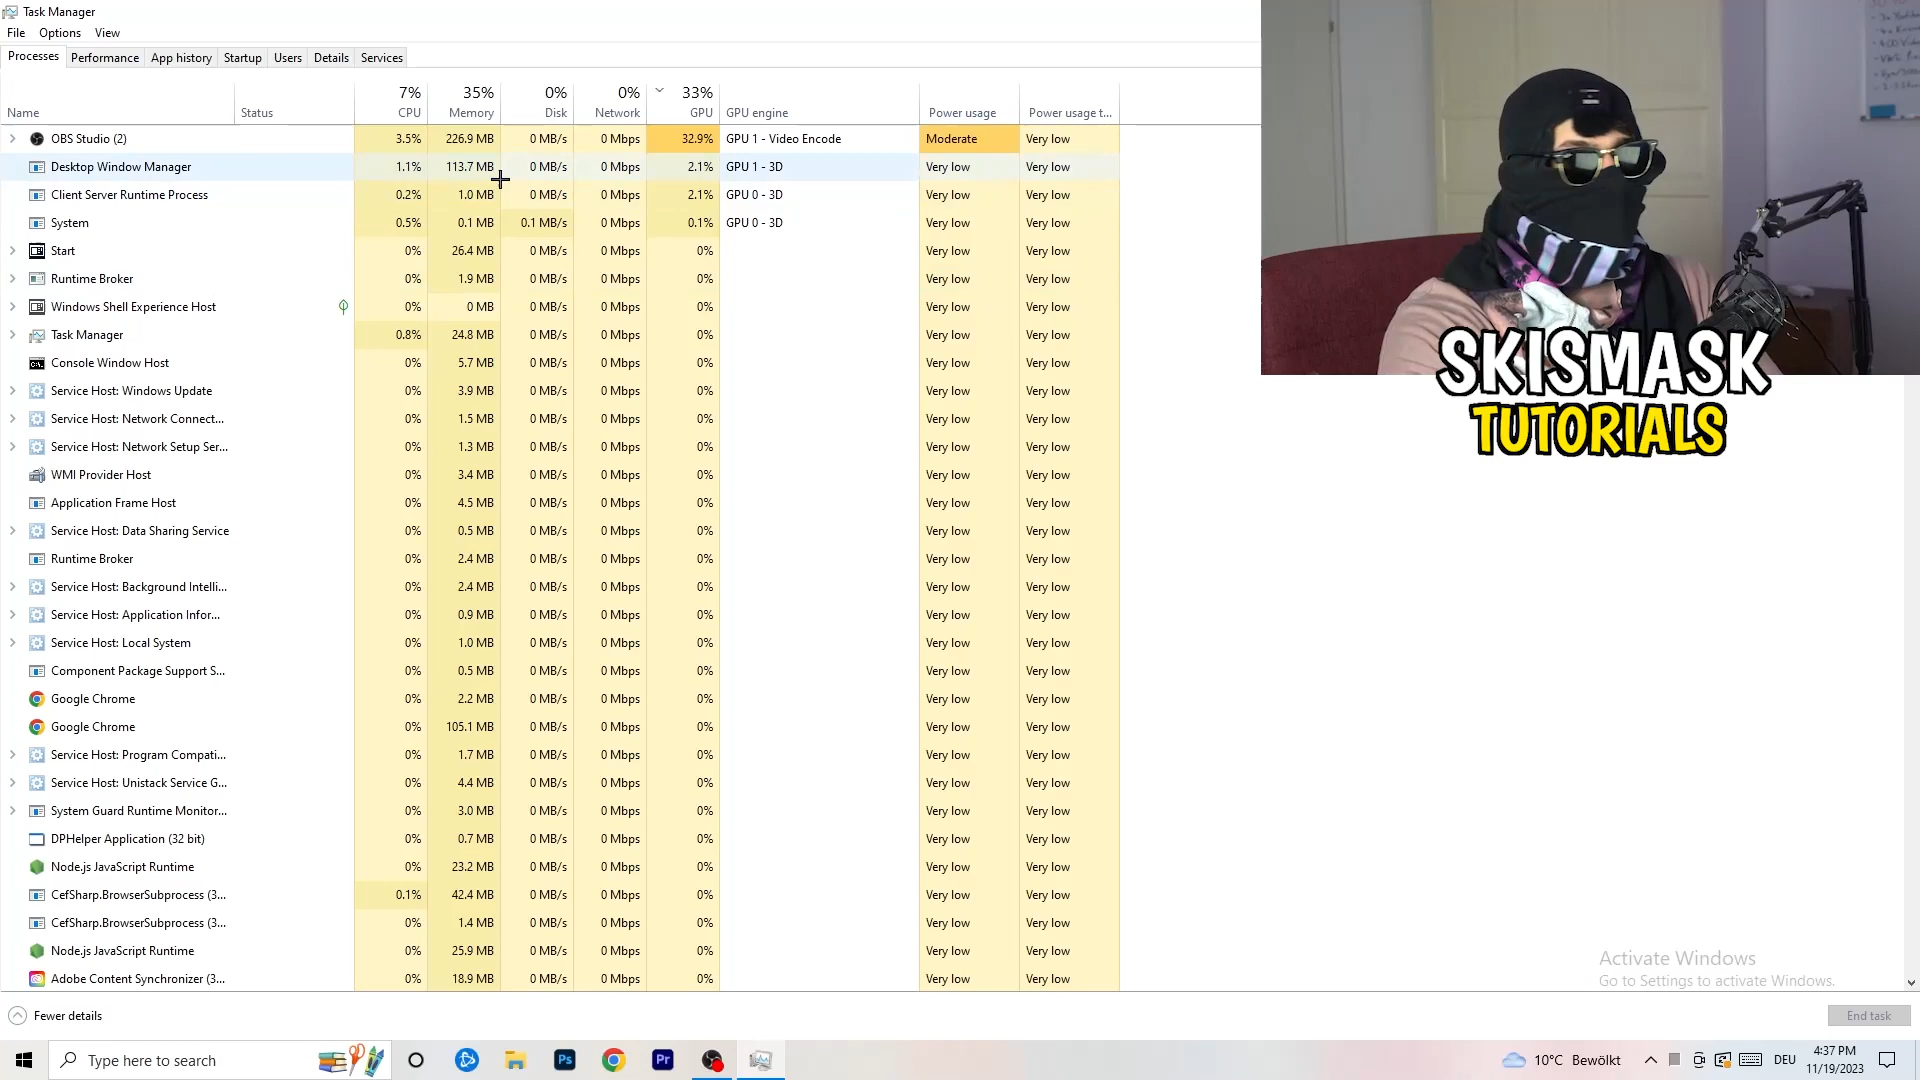 Task Manager
File Options View
Processes Performance App history Startup Users Details Services
7% 35% 0% 0% 33%
Name Status CPU Memory Disk Network GPU GPU engine Power usage Power usage t...
OBS Studio (2) 3.5% 226.9 MB 0 MB/s 0 Mbps 32.9% GPU 1 - Video Encode Moderate Very low
Desktop Window Manager 1.1% 113.7 MB 0 MB/s 0 Mbps 2.1% GPU 1 - 3D Very low Very low
Client Server Runtime Process 0.2% 1.0 MB 0 MB/s 0 Mbps 2.1% GPU 0 - 3D Very low Very low
System 0.5% 0.1 MB 0.1 MB/s 0 Mbps 0.1% GPU 0 - 3D Very low Very low
Start 0% 26.4 MB 0 MB/s 0 Mbps 0% Very low Very low
Runtime Broker 0% 1.9 MB 0 MB/s 0 Mbps 0% Very low Very low
Windows Shell Experience Host 0% 0 MB 0 MB/s 0 Mbps 0% Very low Very low
Task Manager 0.8% 24.8 MB 0 MB/s 0 Mbps 0% Very low Very low
Console Window Host 0% 5.7 MB 0 MB/s 0 Mbps 0% Very low Very low
Service Host: Windows Update 0% 3.9 MB 0 MB/s 0 Mbps 0% Very low Very low
Service Host: Network Connect... 0% 1.5 MB 0 MB/s 0 Mbps 0% Very low Very low
Service Host: Network Setup Ser... 0% 1.3 MB 0 MB/s 0 Mbps 0% Very low Very low
WMI Provider Host 0% 3.4 MB 0 MB/s 0 Mbps 0% Very low Very low
Application Frame Host 0% 4.5 MB 0 MB/s 0 Mbps 0% Very low Very low
Service Host: Data Sharing Service 0% 0.5 MB 0 MB/s 0 Mbps 0% Very low Very low
Runtime Broker 0% 2.4 MB 0 MB/s 0 Mbps 0% Very low Very low
Service Host: Background Intelli... 0% 2.4 MB 0 MB/s 0 Mbps 0% Very low Very low
Service Host: Application Infor... 0% 0.9 MB 0 MB/s 0 Mbps 0% Very low Very low
Service Host: Local System 0% 1.0 MB 0 MB/s 0 Mbps 0% Very low Very low
Component Package Support S... 0% 0.5 MB 0 MB/s 0 Mbps 0% Very low Very low
Google Chrome 0% 2.2 MB 0 MB/s 0 Mbps 0% Very low Very low
Google Chrome 0% 105.1 MB 0 MB/s 0 Mbps 0% Very low Very low
Service Host: Program Compati... 0% 1.7 MB 0 MB/s 0 Mbps 0% Very low Very low
Service Host: Unistack Service G... 0% 4.4 MB 0 MB/s 0 Mbps 0% Very low Very low
System Guard Runtime Monitor... 0% 3.0 MB 0 MB/s 0 Mbps 0% Very low Very low
DPHelper Application (32 bit) 0% 0.7 MB 0 MB/s 0 Mbps 0% Very low Very low
Node.js JavaScript Runtime 0% 23.2 MB 0 MB/s 0 Mbps 0% Very low Very low
CefSharp.BrowserSubprocess (3... 0.1% 42.4 MB 0 MB/s 0 Mbps 0% Very low Very low
CefSharp.BrowserSubprocess (3... 0% 1.4 MB 0 MB/s 0 Mbps 0% Very low Very low
Node.js JavaScript Runtime 0% 25.9 MB 0 MB/s 0 Mbps 0% Very low Very low
Adobe Content Synchronizer (3... 0% 18.9 MB 0 MB/s 0 Mbps 0% Very low Very low
SKISMASK
TUTORIALS
Activate Windows
Go to Settings to activate Windows.
Fewer details End task
Type here to search Ps Pr 10°C Bewölkt DEU 4:37 PM
11/19/2023